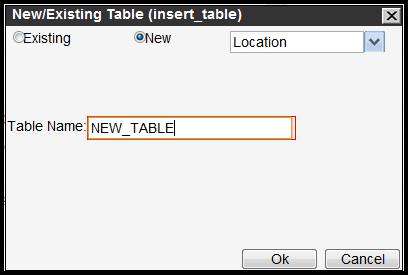 New/Existing Table (insert_table)
Existing New Location
Table Name: NEW_TABLE
Ok Cancel